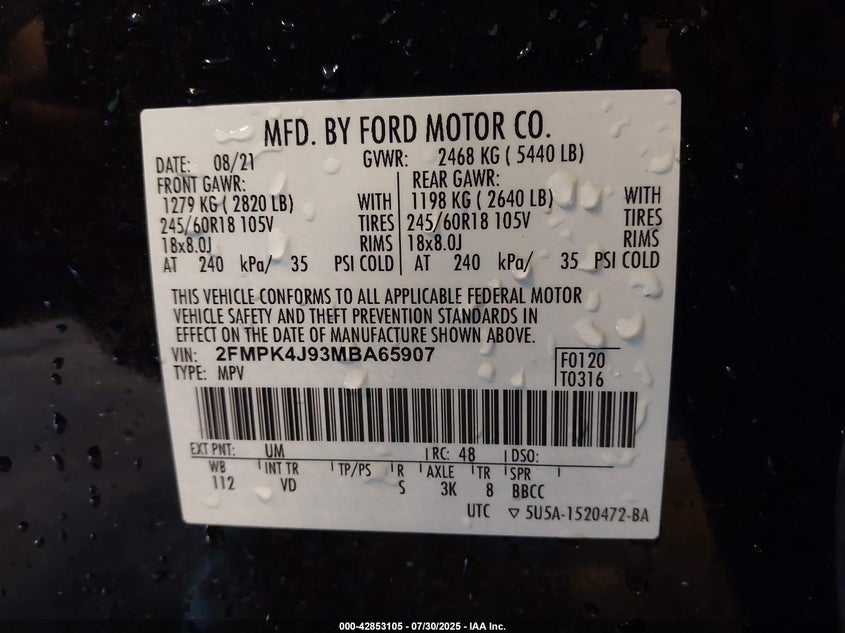 MFD. BY FORD MOTOR CO.
DATE: 08/21 GVWR: 2468 KG ( 5440 LB)
FRONT GAWR: REAR GAWR:
1279 KG ( 2820 LB) WITH 1198 KG ( 2640 LB) WITH
245/60R18 105V TIRES 245/60R18 105V TIRES
18x8.0J RIMS 18x8.0J RIMS
AT 240 kPa/ 35 PSI COLD AT 240 kPa/ 35 PSI COLD
THIS VEHICLE CONFORMS TO ALL APPLICABLE FEDERAL MOTOR
VEHICLE SAFETY AND THEFT PREVENTION STANDARDS IN
EFFECT ON THE DATE OF MANUFACTURE SHOWN ABOVE.
VIN: 2FMPK4J93MBA65907 F0120
TYPE: MPV T0316
EXT PNT: UM RC: 48 DSO:
WB INT TR TP/PS R AXLE TR SPR
112 VD S 3K 8 BBCC
UTC ▽ 5U5A-1520472-BA
000-42853105 - 07/30/2025 - IAA Inc.